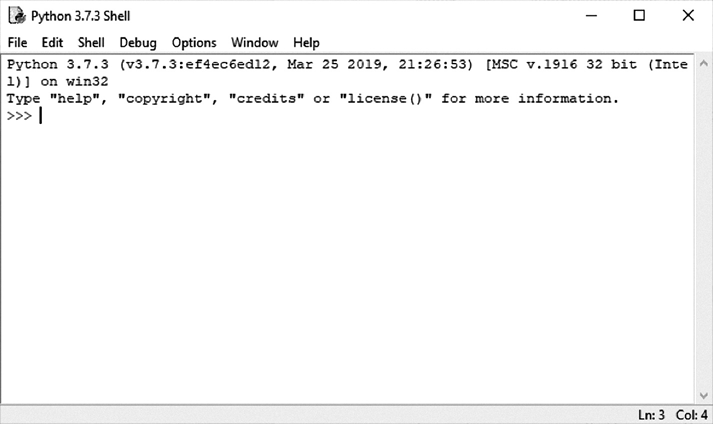 Python 3.7.3 Shell
File Edit Shell Debug Options Window Help
Python 3.7.3 (v3.7.3:ef4ec6ed12, Mar 25 2019, 21:26:53) [MSC v.1916 32 bit (Inte
l)] on win32
Type "help", "copyright", "credits" or "license()" for more information.
>>>
Ln: 3 Col: 4